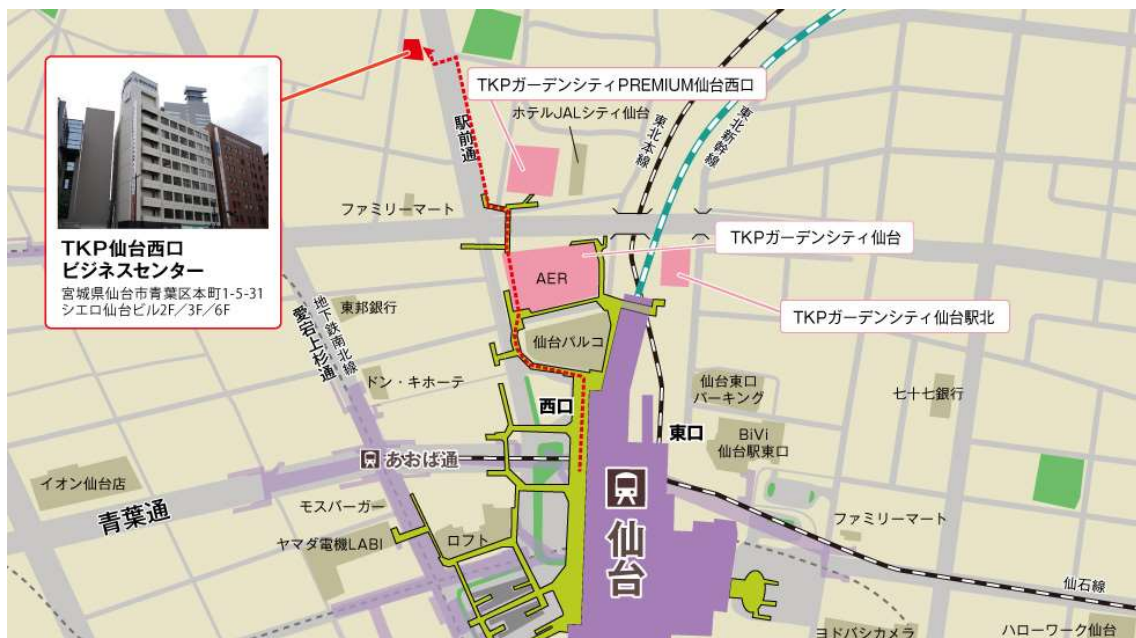 TKP仙台西口
ビジネスセンター
宮城県仙台市青葉区本町1-5-31
シエロ仙台ビル2F／3F／6F
TKPガーデンシティPREMIUM仙台西口
ホテルJALシティ仙台
駅前通
東北本線
東北新幹線
ファミリーマート
TKPガーデンシティ仙台
AER
TKPガーデンシティ仙台駅北
地下鉄南北線
愛宕上杉通
東邦銀行
仙台パルコ
ドン・キホーテ
仙台東口
パーキング
七十七銀行
西口
東口
BiVi
仙台駅東口
あおば通
イオン仙台店
青葉通
モスバーガー
ヤマダ電機LABI
ロフト
仙台
ファミリーマート
仙石線
ヨドバシカメラ
ハローワーク仙台